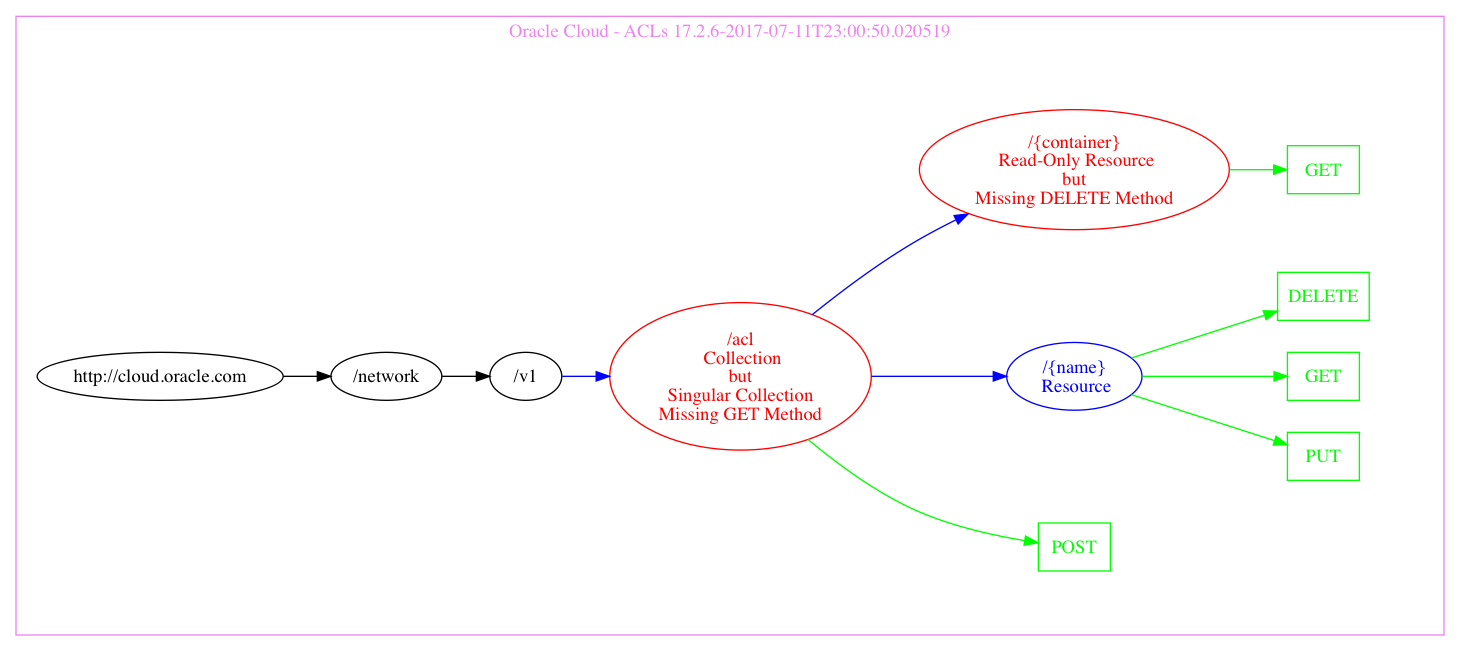 Oracle Cloud - ACLs 17.2.6-2017-07-11T23:00:50.020519
/{container}
Read-Only Resource
but
Missing DELETE Method
GET
DELETE
/acl
Collection
but
Singular Collection
Missing GET Method
http://cloud.oracle.com
/network
/v1
/{name}
Resource
GET
PUT
POST